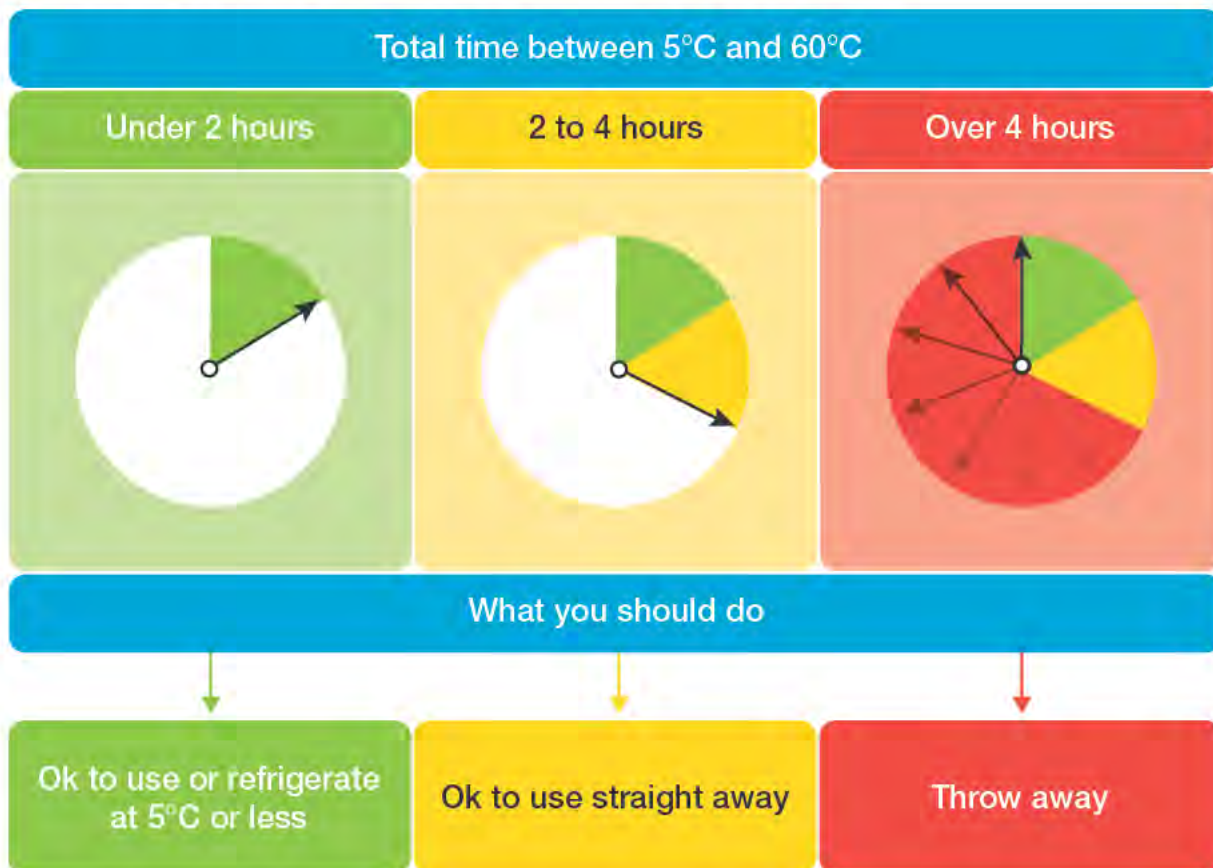 Total time between 5°C and 60°C
Under 2 hours
2 to 4 hours
Over 4 hours
What you should do
Ok to use or refrigerate
at 5°C or less
Ok to use straight away
Throw away